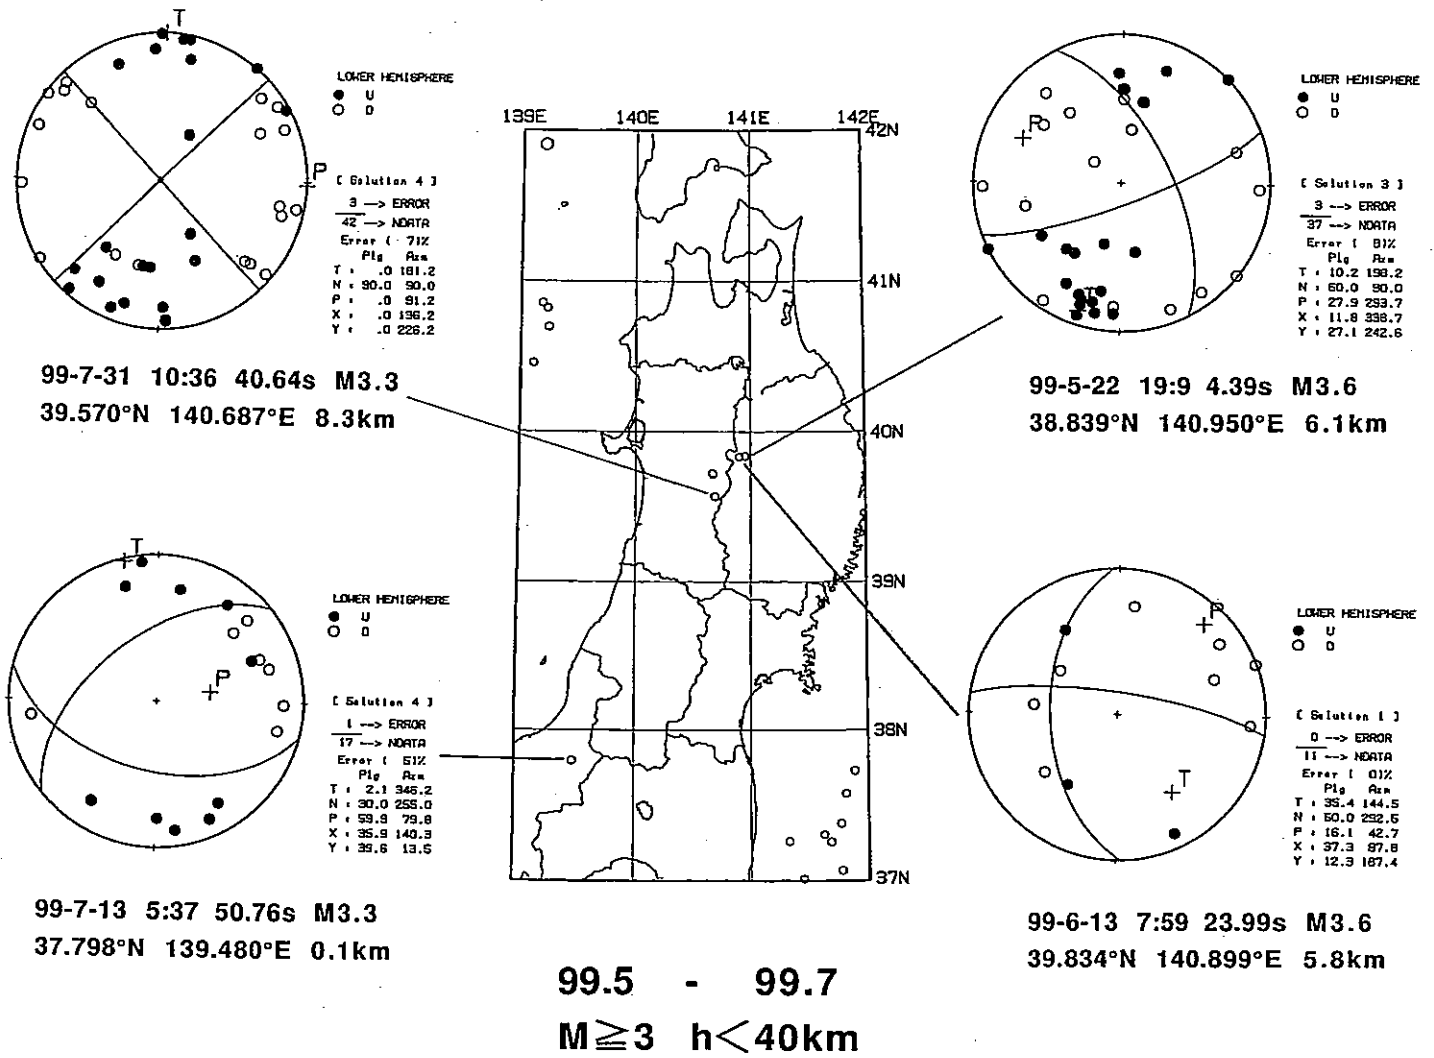 T
P
LOWER HEMISPHERE
● U
○ D
[ Solution 4 ]
3 --> ERROR
42 --> NDATA
Error ( 7)%
Plg Azm
T : .0 181.2
N : 90.0 90.0
P : .0 91.2
X : .0 136.2
Y : .0 226.2
99-7-31 10:36 40.64s M3.3
39.570°N 140.687°E 8.3km
P
T
LOWER HEMISPHERE
● U
○ D
[ Solution 3 ]
3 --> ERROR
37 --> NDATA
Error ( 8)%
Plg Azm
T : 10.2 198.2
N : 60.0 90.0
P : 27.9 293.7
X : 11.8 338.7
Y : 27.1 242.6
99-5-22 19:9 4.39s M3.6
38.839°N 140.950°E 6.1km
139E 140E 141E 142E
42N
41N
40N
39N
38N
37N
T
P
LOWER HEMISPHERE
● U
○ D
[ Solution 4 ]
1 --> ERROR
17 --> NDATA
Error ( 5)%
Plg Azm
T : 2.1 346.2
N : 30.0 255.0
P : 59.9 79.8
X : 35.9 140.3
Y : 39.6 13.5
99-7-13 5:37 50.76s M3.3
37.798°N 139.480°E 0.1km
P
T
LOWER HEMISPHERE
● U
○ D
[ Solution 1 ]
0 --> ERROR
11 --> NDATA
Error ( 0)%
Plg Azm
T : 35.4 144.5
N : 50.0 292.5
P : 16.1 42.7
X : 37.3 87.8
Y : 12.3 187.4
99-6-13 7:59 23.99s M3.6
39.834°N 140.899°E 5.8km
99.5 - 99.7
M≧3 h<40km